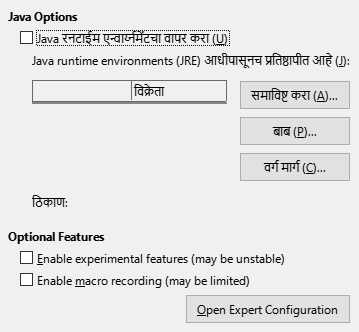 Java Options
Java रनटाईम एन्वार्य्नमेंटचा वापर करा (U)
Java runtime environments (JRE) आधीपासूनच प्रतिष्ठापीत आहे (J):
विक्रेता
समाविष्ट करा (A)...
बाब (P)...
वर्ग मार्ग (C)...
ठिकाण:
Optional Features
Enable experimental features (may be unstable)
Enable macro recording (may be limited)
Open Expert Configuration